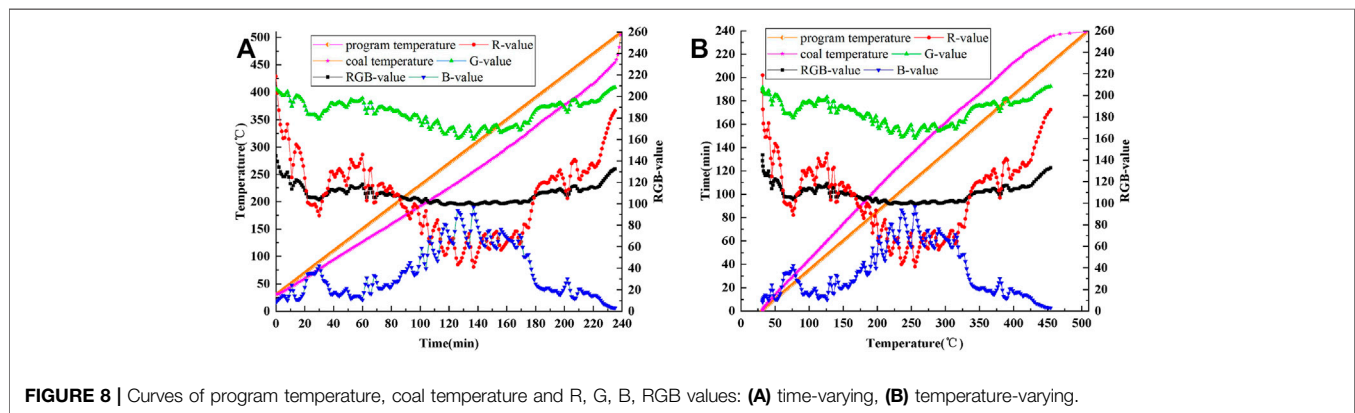 A
Temperature(℃)
500
450
400
350
300
250
200
150
100
50
0
program temperature
R-value
coal temperature
G-value
RGB-value
B-value
260
240
220
200
180
160
140
120
100
80
60
40
20
0
RGB-value
0 20 40 60 80 100 120 140 160 180 200 220 240
Time(min)
B
Time(min)
240
220
200
180
160
140
120
100
80
60
40
20
0
program temperature
R-value
coal temperature
G-value
RGB-value
B-value
260
240
220
200
180
160
140
120
100
80
60
40
20
0
RGB-value
0 50 100 150 200 250 300 350 400 450 500
Temperature(℃)
FIGURE 8 | Curves of program temperature, coal temperature and R, G, B, RGB values: (A) time-varying, (B) temperature-varying.